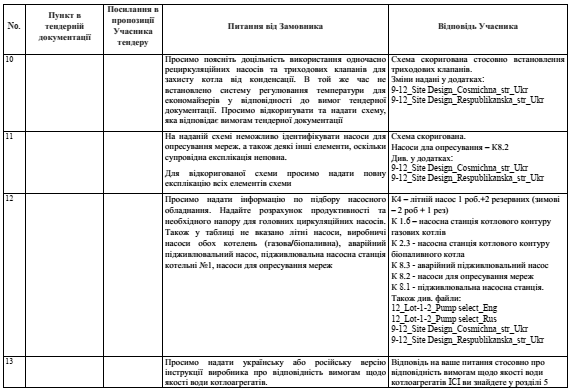 No.
Пункт в
тендерній
документації
Посилання в
пропозиції
Учасника
тендеру
Питання від Замовника
Відповідь Учасника
10
Просимо поясніть доцільність використання одночасно
рециркуляційних насосів та триходових клапанів для
захисту котла від конденсації. В той же час не
встановлено систему регулювання температури для
економайзерів у відповідності до вимог тендерної
документації. Просимо відкоригувати та надати схему,
яка відповідає вимогам тендерної документації
Схема скоригована стосовно встановлення
триходових клапанів.
Зміни надані у додатках:
9-12_Site Design_Cosmichna_str_Ukr
9-12_Site Design_Respublikanska_str_Ukr
11
На наданій схемі неможливо ідентифікувати насоси для
опресування мереж, а також деякі інші елементи, оскільки
супровідна експлікація неповна.
Для відкоригованої схеми просимо надати повну
експлікацію всіх елементів схеми
Схема скоригована.
Насоси дла опресування – К8.2
Див. у додатках:
9-12_Site Design_Cosmichna_str_Ukr
9-12_Site Design_Respublikanska_str_Ukr
12
Просимо надати інформацію по підбору насосного
обладнання. Надайте розрахунок продуктивності та
необхідного напору для головних циркуляційних насосів.
Також у таблиці не вказано літні насоси, виробничі
насоси обох котелень (газова/біопаливна), аварійний
підживлювальний насос, підживлювальна насосна станція
котельні №1, насоси для опресування мереж
К4 – літній насос 1 роб.+2 резервних (зимові
– 2 роб + 1 рез)
К 1.6 – насосна станція котлового контуру
газових котлів
К 2.3 - насосна станція котлового контуру
біопаливного котла
К 8.3 - аварійний підживлювальний насос
К 8.2 - насоси для опресування мереж
К 8.1 - підживлювальна насосна станція.
Також див. файли:
12_Lot-1-2_Pump select_Eng
12_Lot-1-2_Pump select_Rus
9-12_Site Design_Cosmichna_str_Ukr
9-12_Site Design_Respublikanska_str_Ukr
13
Просимо надати українську або російську версію
інструкції виробника про відповідність вимогам щодо
якості води котлоагрегатів.
Відповідь на ваше питання стосовно про
відповідність вимогам щодо якості води
котлоагрегатів ІСІ ви знайдете у розділі 5